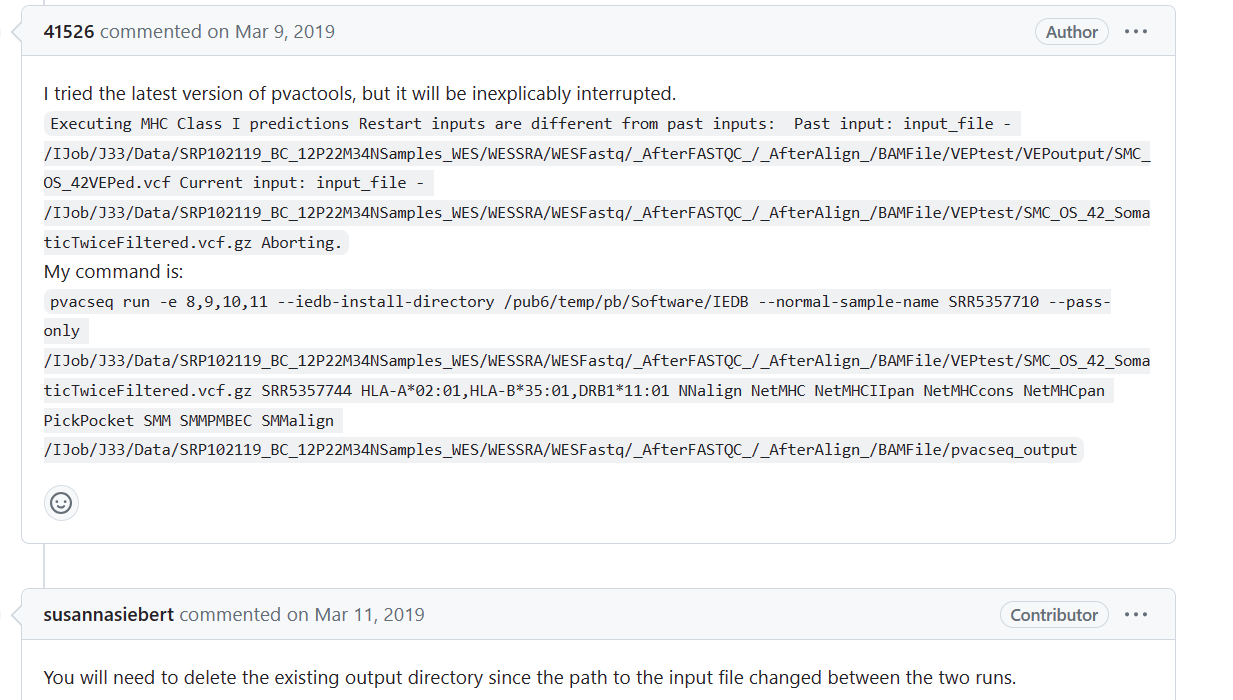 41526 commented on Mar 9, 2019 Author
I tried the latest version of pvactools, but it will be inexplicably interrupted.
Executing MHC Class I predictions Restart inputs are different from past inputs:  Past input: input_file -
/IJob/J33/Data/SRP102119_BC_12P22M34NSamples_WES/WESSRA/WESFastq/_AfterFASTQC_/_AfterAlign_/BAMFile/VEPtest/VEPoutput/SMC_
OS_42VEPed.vcf Current input: input_file -
/IJob/J33/Data/SRP102119_BC_12P22M34NSamples_WES/WESSRA/WESFastq/_AfterFASTQC_/_AfterAlign_/BAMFile/VEPtest/SMC_OS_42_Soma
ticTwiceFiltered.vcf.gz Aborting.
My command is:
pvacseq run -e 8,9,10,11 --iedb-install-directory /pub6/temp/pb/Software/IEDB --normal-sample-name SRR5357710 --pass-
only
/IJob/J33/Data/SRP102119_BC_12P22M34NSamples_WES/WESSRA/WESFastq/_AfterFASTQC_/_AfterAlign_/BAMFile/VEPtest/SMC_OS_42_Soma
ticTwiceFiltered.vcf.gz SRR5357744 HLA-A*02:01,HLA-B*35:01,DRB1*11:01 NNalign NetMHC NetMHCIIpan NetMHCcons NetMHCpan
PickPocket SMM SMMPMBEC SMMalign
/IJob/J33/Data/SRP102119_BC_12P22M34NSamples_WES/WESSRA/WESFastq/_AfterFASTQC_/_AfterAlign_/BAMFile/pvacseq_output
susannasiebert commented on Mar 11, 2019 Contributor
You will need to delete the existing output directory since the path to the input file changed between the two runs.